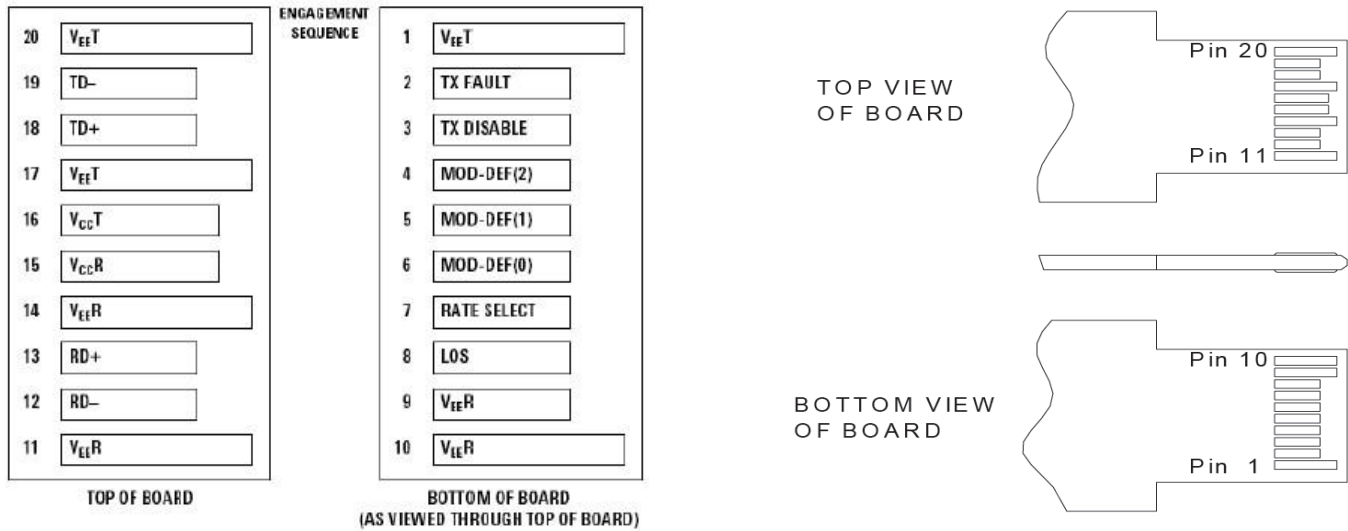 ENGAGEMENT
SEQUENCE
20 VEET
19 TD–
18 TD+
17 VEET
16 VCCT
15 VCCR
14 VEER
13 RD+
12 RD–
11 VEER
TOP OF BOARD
1 VEET
2 TX FAULT
3 TX DISABLE
4 MOD-DEF(2)
5 MOD-DEF(1)
6 MOD-DEF(0)
7 RATE SELECT
8 LOS
9 VEER
10 VEER
BOTTOM OF BOARD
(AS VIEWED THROUGH TOP OF BOARD)
TOP VIEW
OF BOARD
Pin 20
Pin 11
BOTTOM VIEW
OF BOARD
Pin 10
Pin 1